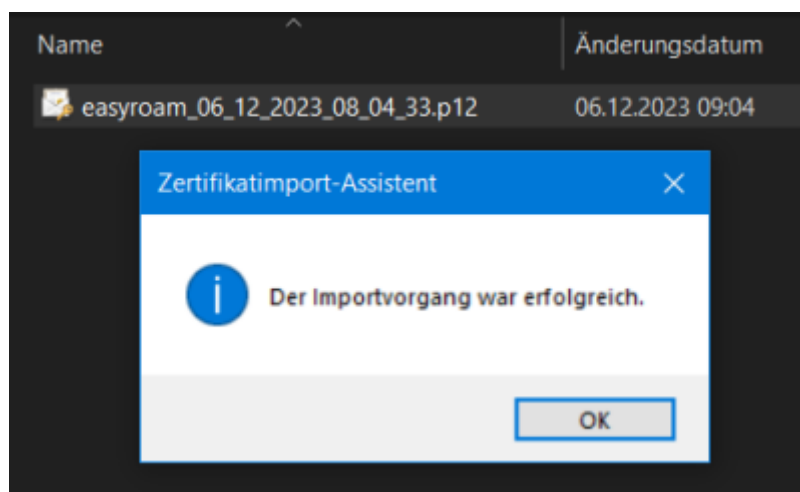 Name Änderungsdatum
easyroam_06_12_2023_08_04_33.p12 06.12.2023 09:04
Zertifikatimport-Assistent
Der Importvorgang war erfolgreich.
OK